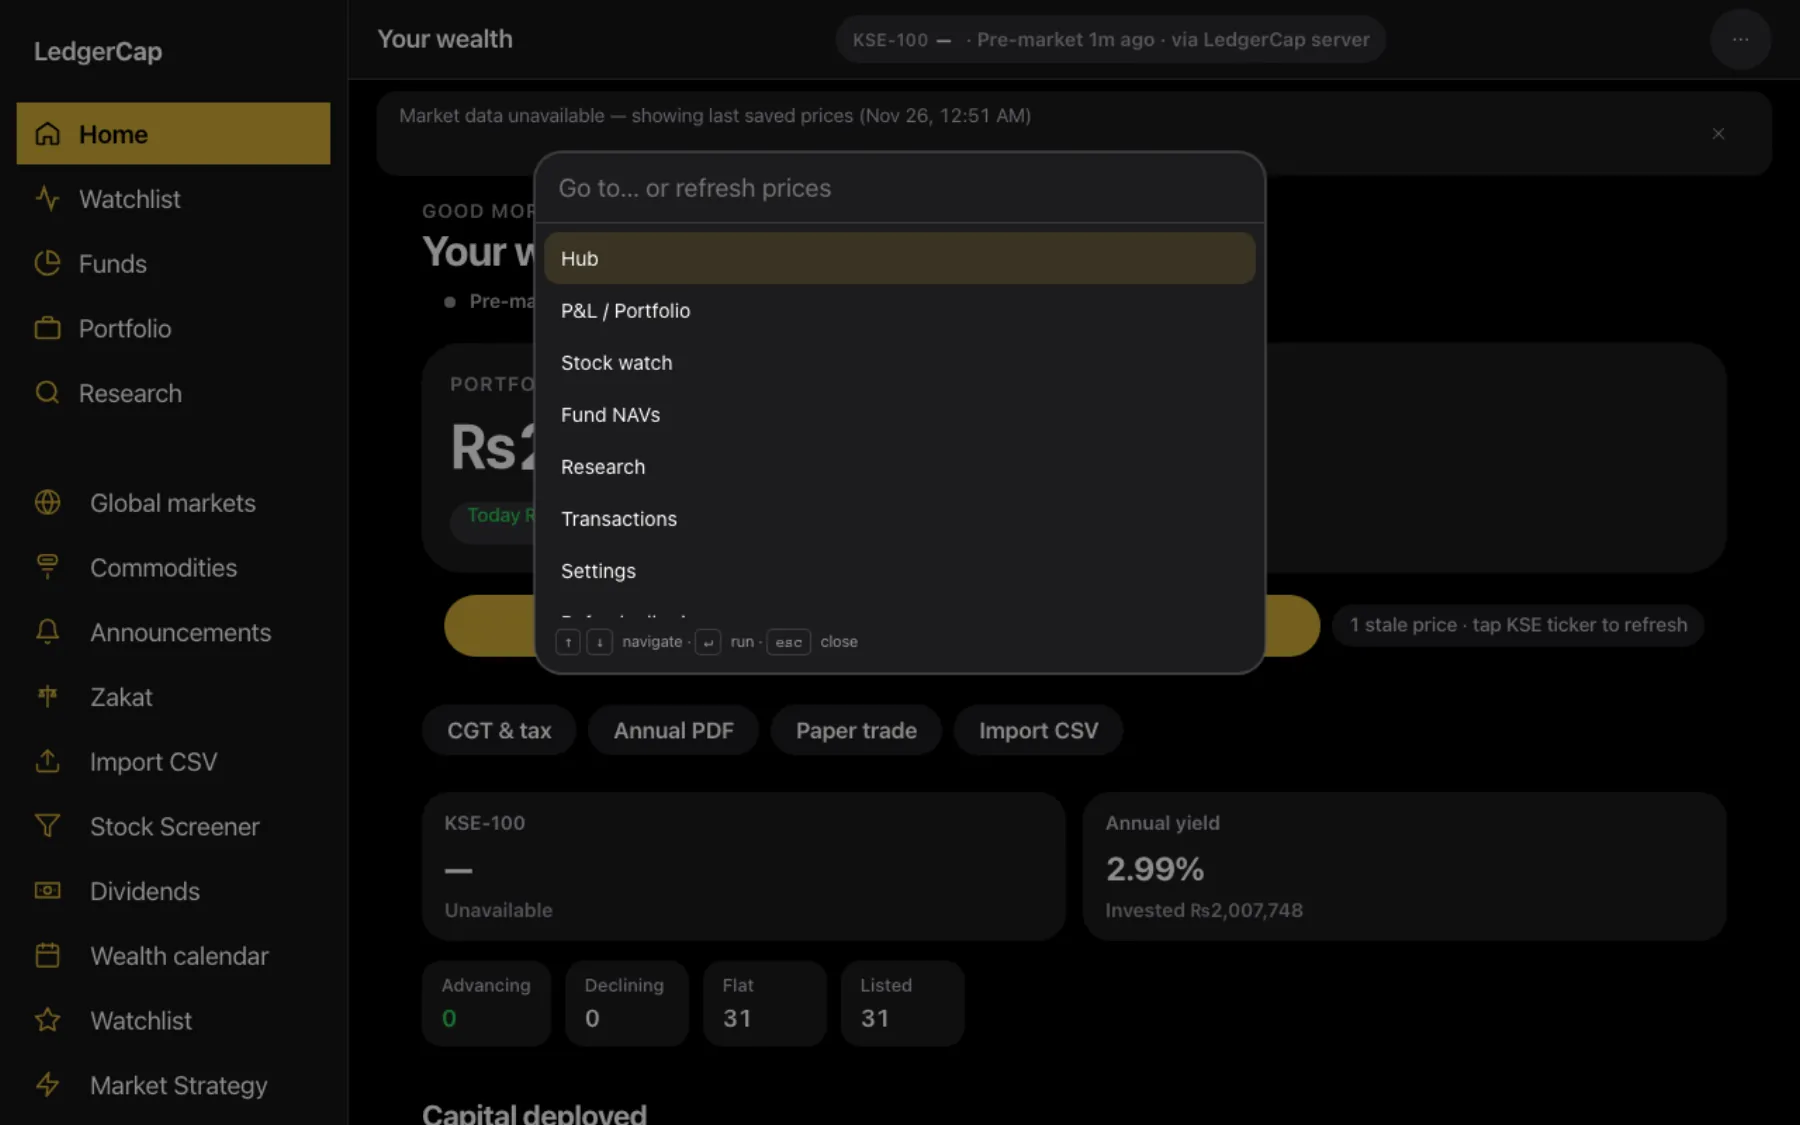 LedgerCap
Home
Watchlist
Funds
Portfolio
Research
Global markets
Commodities
Announcements
Zakat
Import CSV
Stock Screener
Dividends
Wealth calendar
Watchlist
Market Strategy
Your wealth
KSE-100 — · Pre-market 1m ago · via LedgerCap server
...
Market data unavailable — showing last saved prices (Nov 26, 12:51 AM)
GOOD
Your
Go to... or refresh prices
Hub
P&L / Portfolio
Stock watch
Fund NAVs
Research
Transactions
Settings
↑ ↓ navigate · ↵ run · esc close
Today
1 stale price · tap KSE ticker to refresh
CGT & tax
Annual PDF
Paper trade
Import CSV
KSE-100
—
Unavailable
Annual yield
2.99%
Invested Rs2,007,748
Advancing
0
Declining
0
Flat
31
Listed
31
Capital deployed